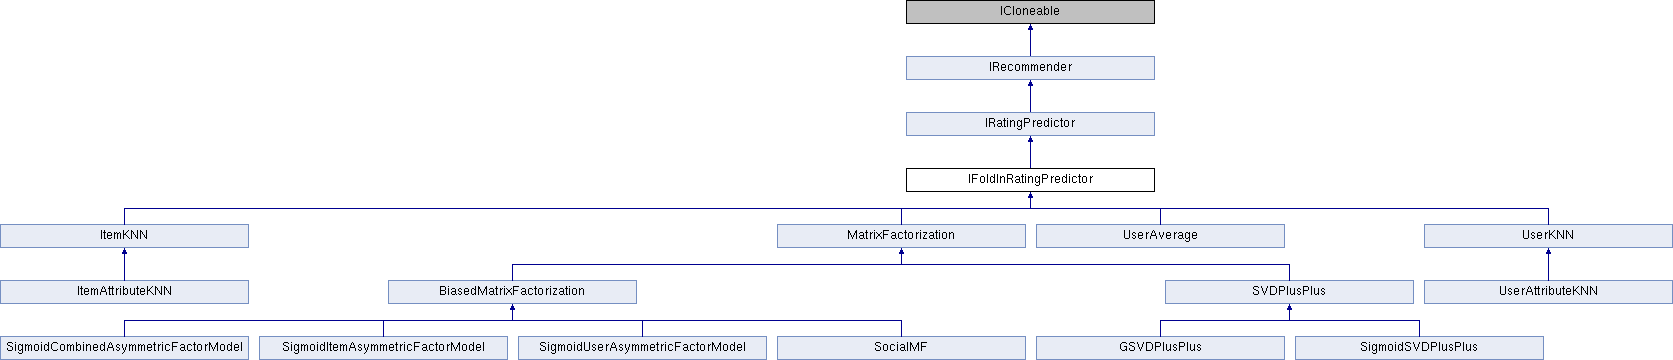 ICloneable
IRecommender
IRatingPredictor
IFoldInRatingPredictor
ItemKNN
MatrixFactorization
UserAverage
UserKNN
ItemAttributeKNN
BiasedMatrixFactorization
SVDPlusPlus
UserAttributeKNN
SigmoidCombinedAsymmetricFactorModel
SigmoidItemAsymmetricFactorModel
SigmoidUserAsymmetricFactorModel
SocialMF
GSVDPlusPlus
SigmoidSVDPlusPlus